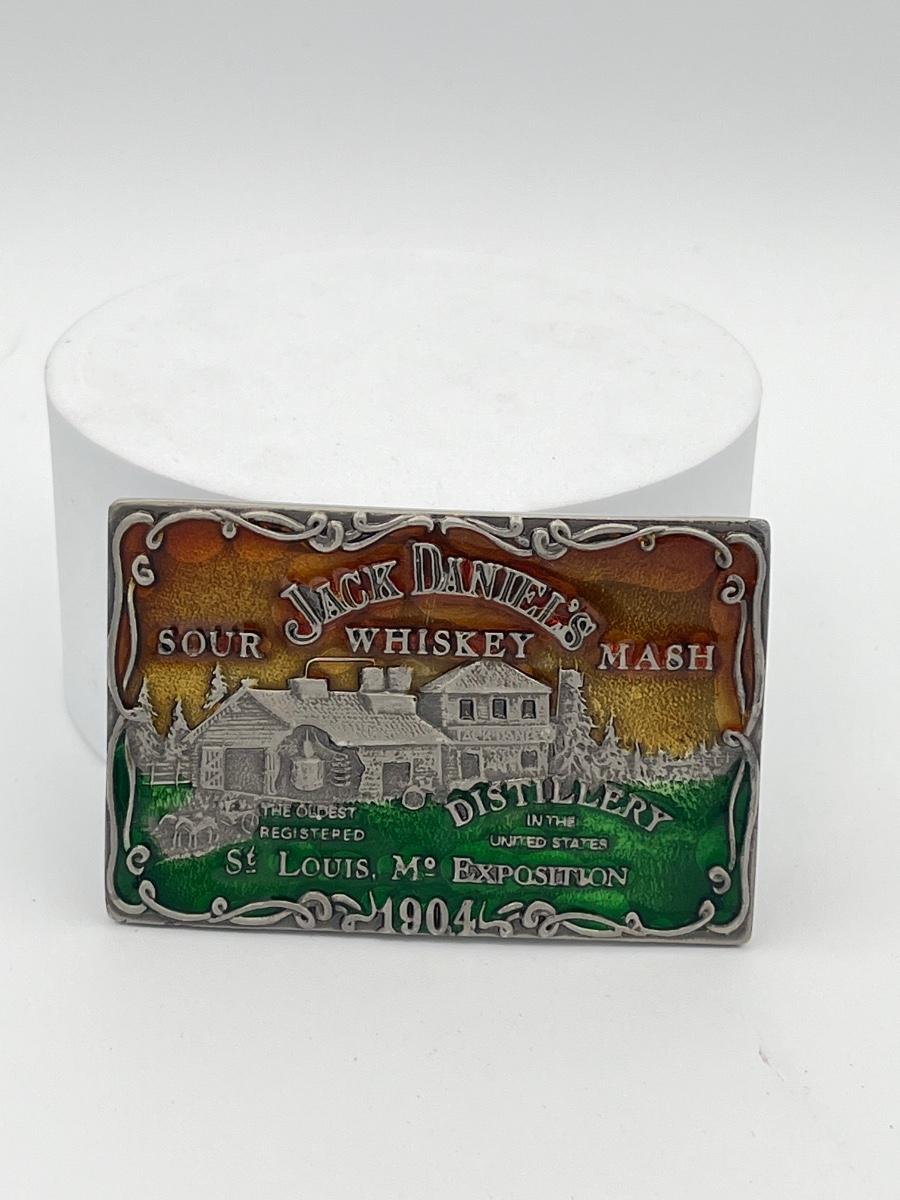 JACK DANIEL'S
SOUR WHISKEY MASH
DISTILLERY
THE OLDEST
REGISTERED
IN THE
UNITED STATES
St LOUIS, Mo EXPOSITION
1904